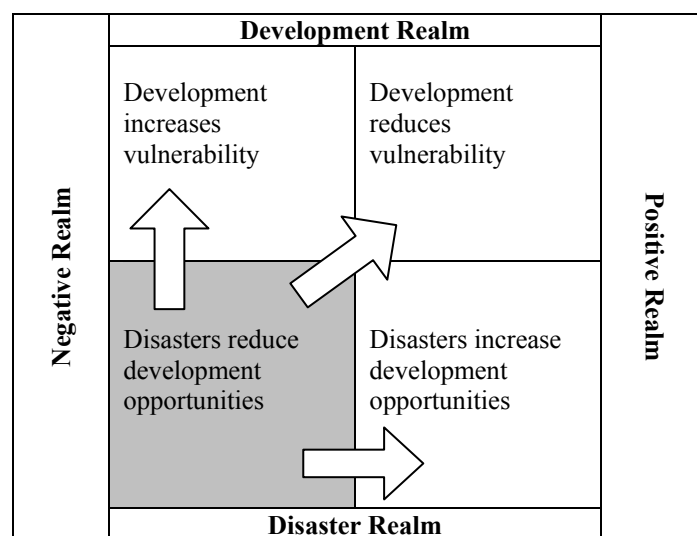 Development Realm
Negative Realm
Development
increases
vulnerability
Development
reduces
vulnerability
Positive Realm
Disasters reduce
development
opportunities
Disasters increase
development
opportunities
Disaster Realm